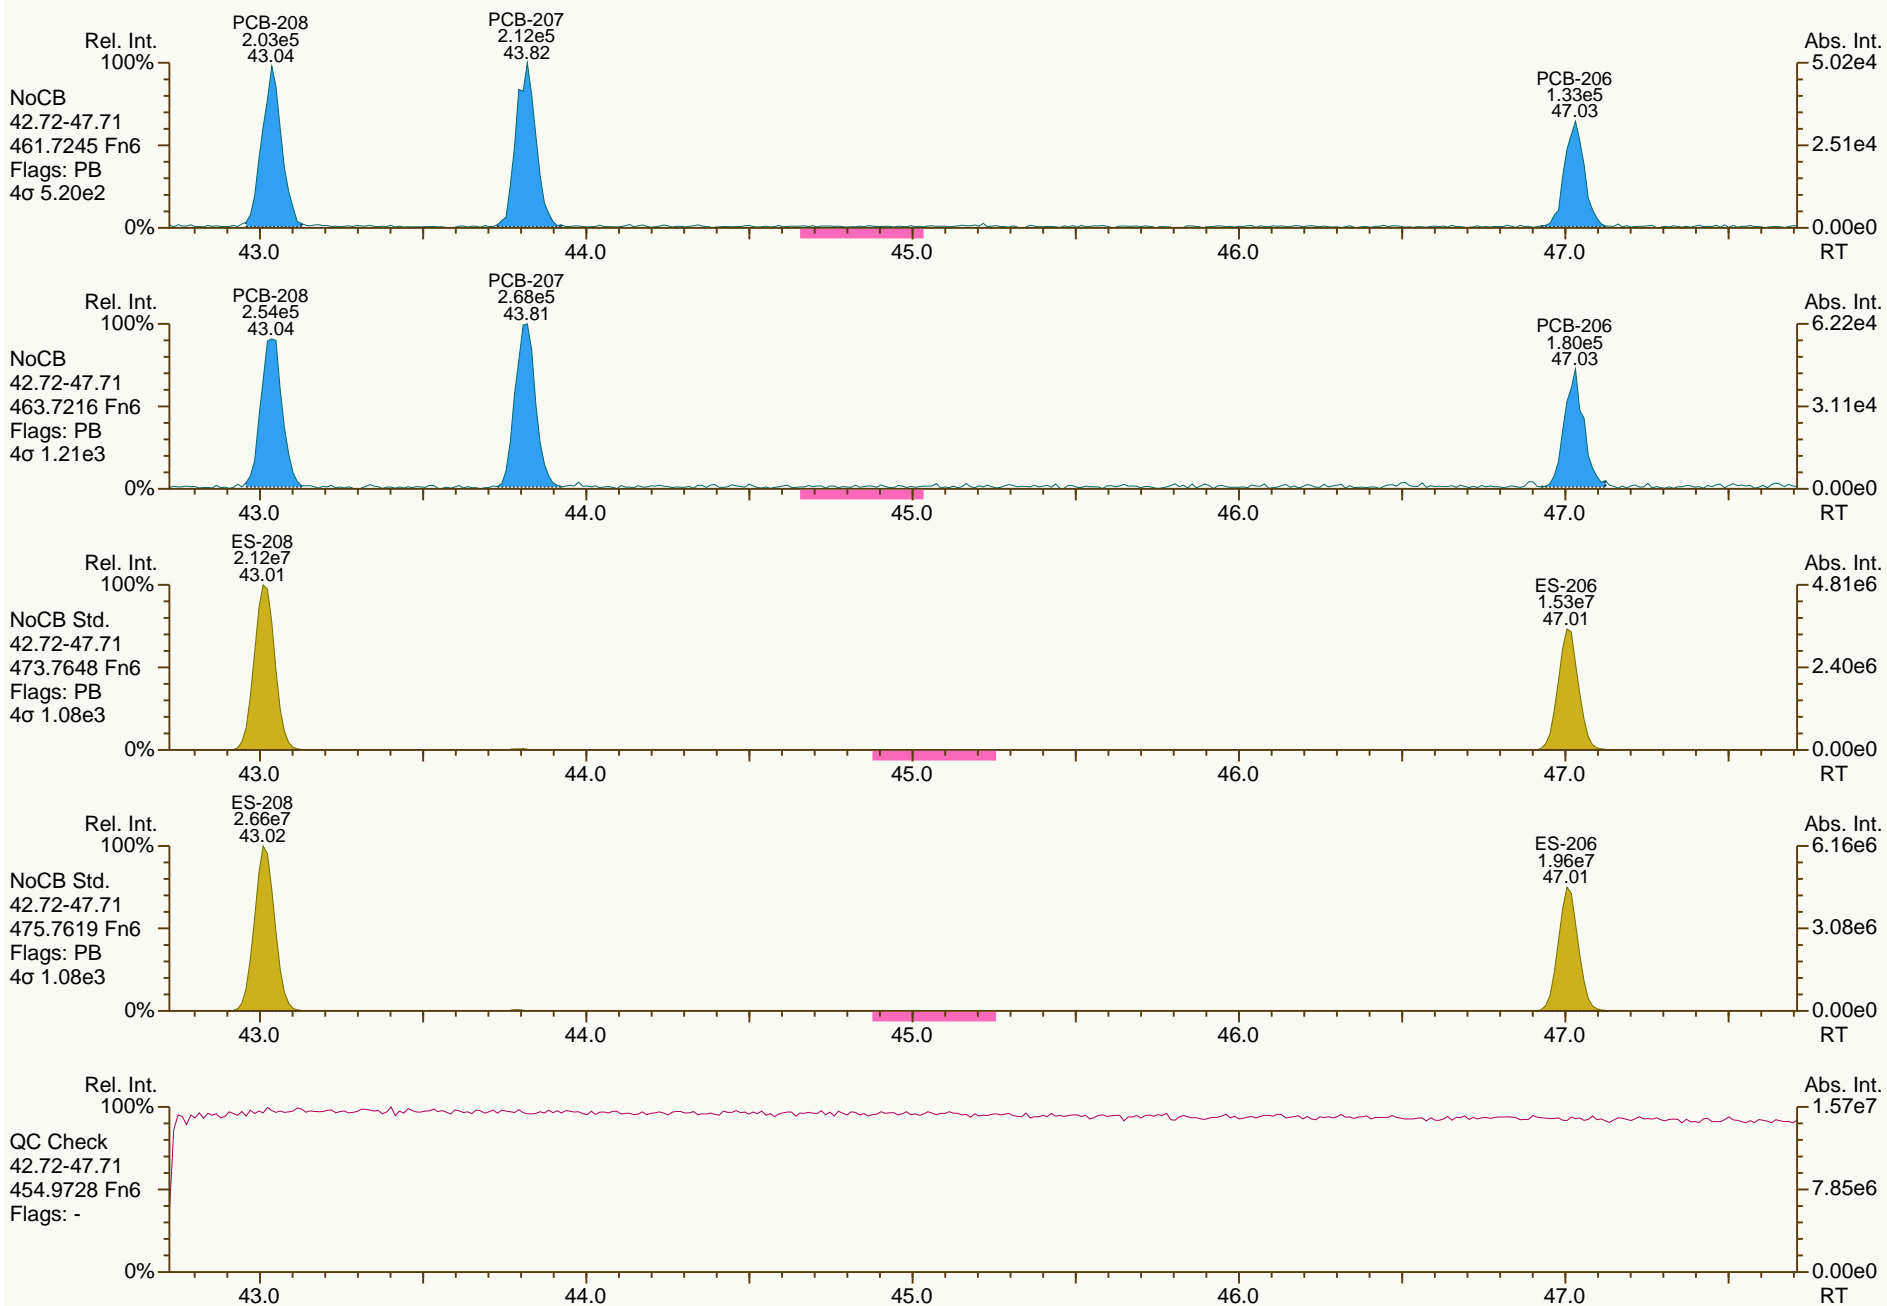 PCB-208
2.03e5
43.04
PCB-207
2.12e5
43.82
PCB-206
1.33e5
47.03
Rel. Int.
Abs. Int.
100%
5.02e4
NoCB
42.72-47.71
461.7245 Fn6
Flags: PB
4σ 5.20e2
2.51e4
0%
0.00e0
43.0 44.0 45.0 46.0 47.0 RT
PCB-208
2.54e5
43.04
PCB-207
2.68e5
43.81
PCB-206
1.80e5
47.03
Rel. Int.
Abs. Int.
100%
6.22e4
NoCB
42.72-47.71
463.7216 Fn6
Flags: PB
4σ 1.21e3
3.11e4
0%
0.00e0
43.0 44.0 45.0 46.0 47.0 RT
ES-208
2.12e7
43.01
ES-206
1.53e7
47.01
Rel. Int.
Abs. Int.
100%
4.81e6
NoCB Std.
42.72-47.71
473.7648 Fn6
Flags: PB
4σ 1.08e3
2.40e6
0%
0.00e0
43.0 44.0 45.0 46.0 47.0 RT
ES-208
2.66e7
43.02
ES-206
1.96e7
47.01
Rel. Int.
Abs. Int.
100%
6.16e6
NoCB Std.
42.72-47.71
475.7619 Fn6
Flags: PB
4σ 1.08e3
3.08e6
0%
0.00e0
43.0 44.0 45.0 46.0 47.0 RT
Rel. Int.
Abs. Int.
100%
1.57e7
QC Check
42.72-47.71
454.9728 Fn6
Flags: -
7.85e6
0%
0.00e0
43.0 44.0 45.0 46.0 47.0 RT